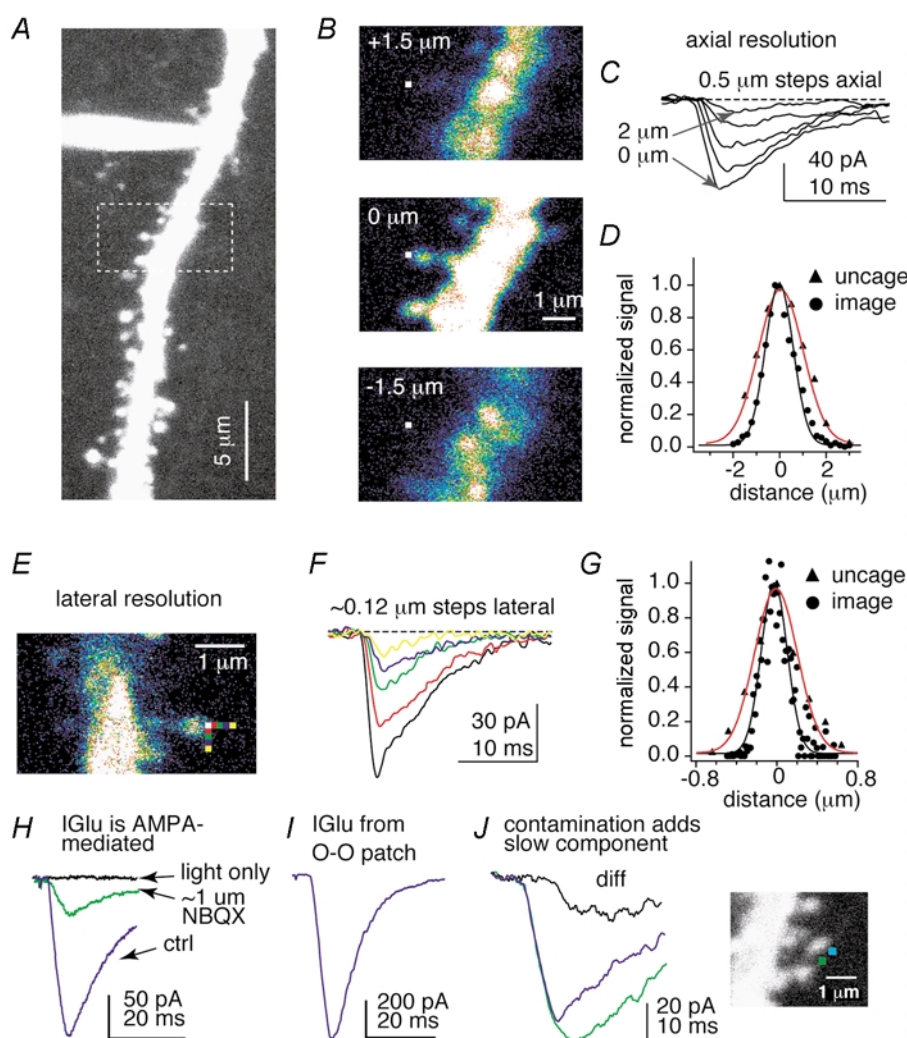 A
5 µm
B
+1.5 µm
0 µm
1 µm
-1.5 µm
axial resolution
C
0.5 µm steps axial
2 µm
0 µm
40 pA
10 ms
D
uncage
image
normalized signal
1.0
0.8
0.6
0.4
0.2
0.0
-2
0
2
distance (µm)
E
lateral resolution
1 µm
F
~0.12 µm steps lateral
30 pA
10 ms
G
uncage
image
normalized signal
1.0
0.8
0.6
0.4
0.2
0.0
-0.8
0
0.8
distance (µm)
H
IGlu is AMPA-
mediated
light only
~1 um
NBQX
ctrl
50 pA
20 ms
I
IGlu from
O-O patch
200 pA
20 ms
J
contamination adds
slow component
diff
20 pA
10 ms
1 µm